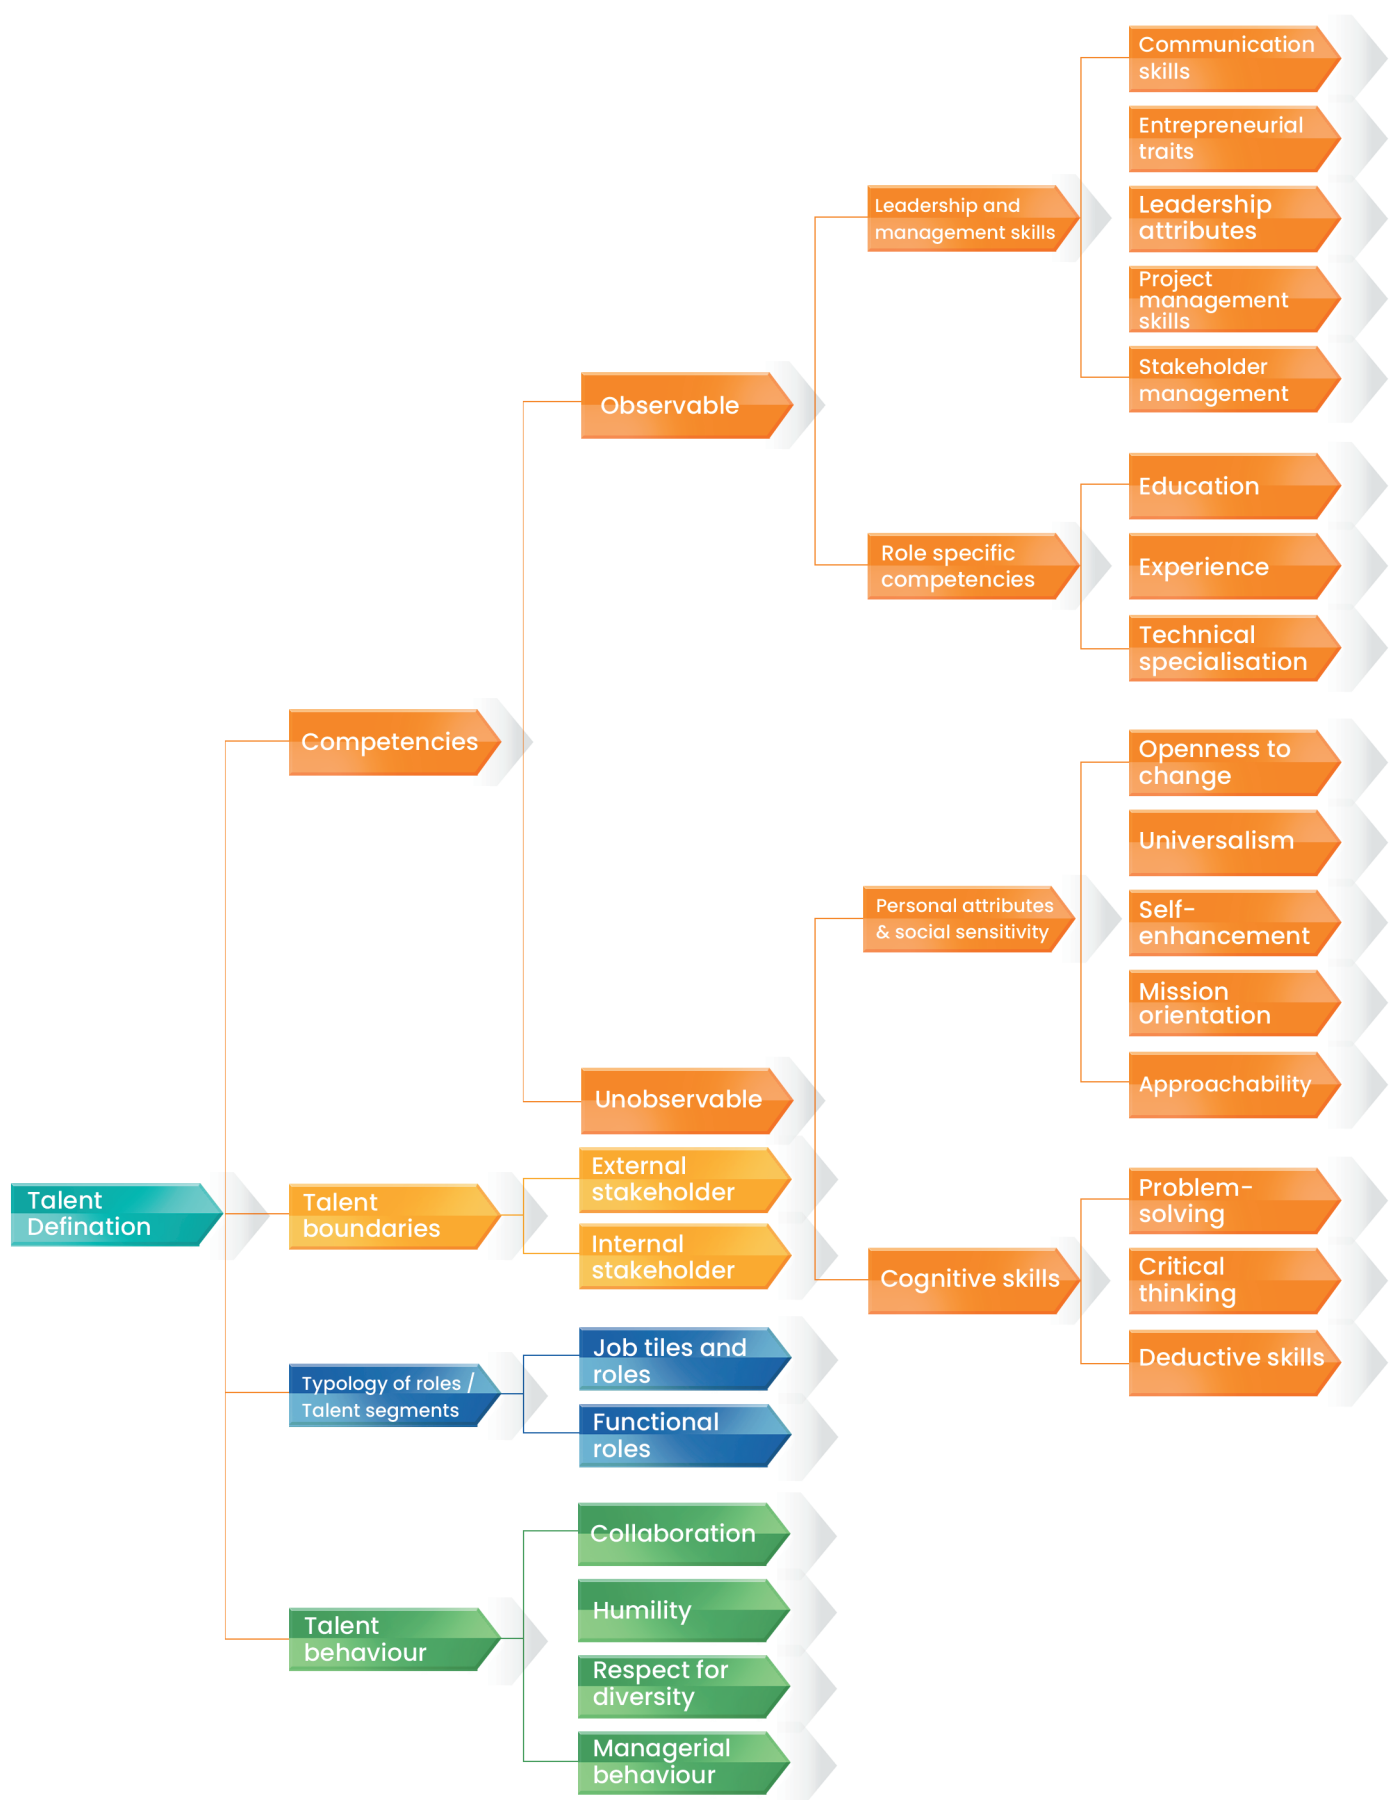 Communication
skills
Entrepreneurial
traits
Leadership and
management skills
Leadership
attributes
Project
management
skills
Stakeholder
management
Observable
Education
Role specific
competencies
Experience
Technical
specialisation
Competencies
Openness to
change
Universalism
Personal attributes
& social sensitivity
Self-
enhancement
Mission
orientation
Approachability
Unobservable
External
stakeholder
Talent
Defination
Talent
boundaries
Internal
stakeholder
Problem-
solving
Cognitive skills
Critical
thinking
Deductive skills
Job tiles and
roles
Typology of roles /
Talent segments
Functional
roles
Collaboration
Humility
Talent
behaviour
Respect for
diversity
Managerial
behaviour